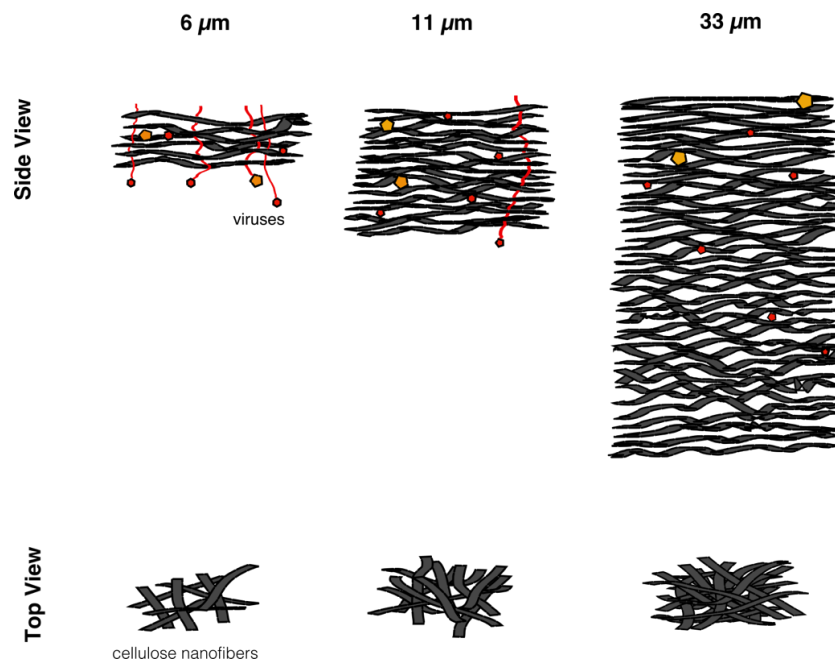 6 µm
11 µm
33 µm
Side View
viruses
Top View
cellulose nanofibers